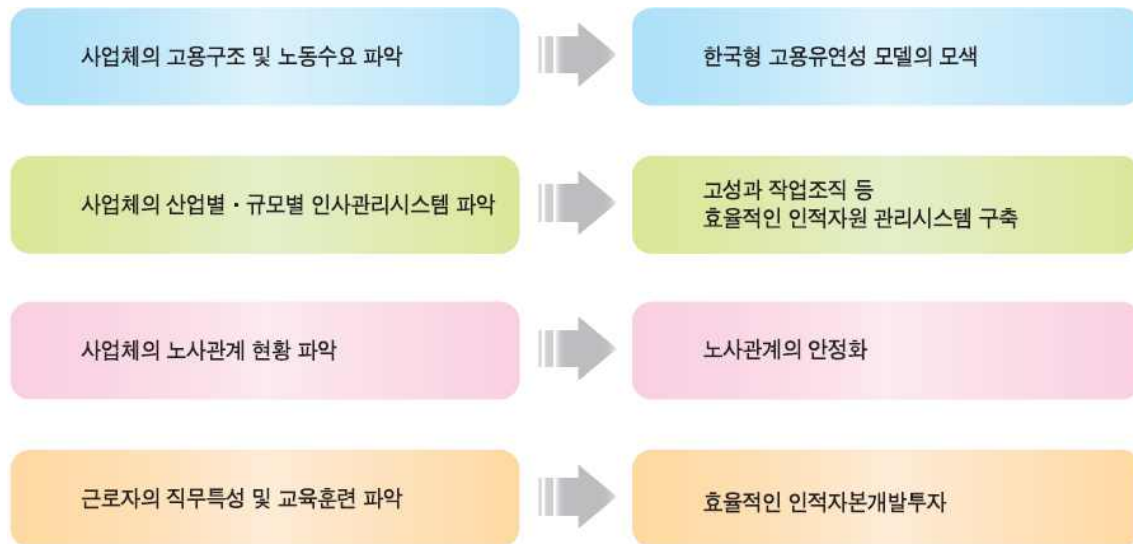 사업체의 고용구조 및 노동수요 파악
한국형 고용유연성 모델의 모색
사업체의 산업별·규모별 인사관리시스템 파악
고성과 작업조직 등
효율적인 인적자원 관리시스템 구축
사업체의 노사관계 현황 파악
노사관계의 안정화
근로자의 직무특성 및 교육훈련 파악
효율적인 인적자본개발투자